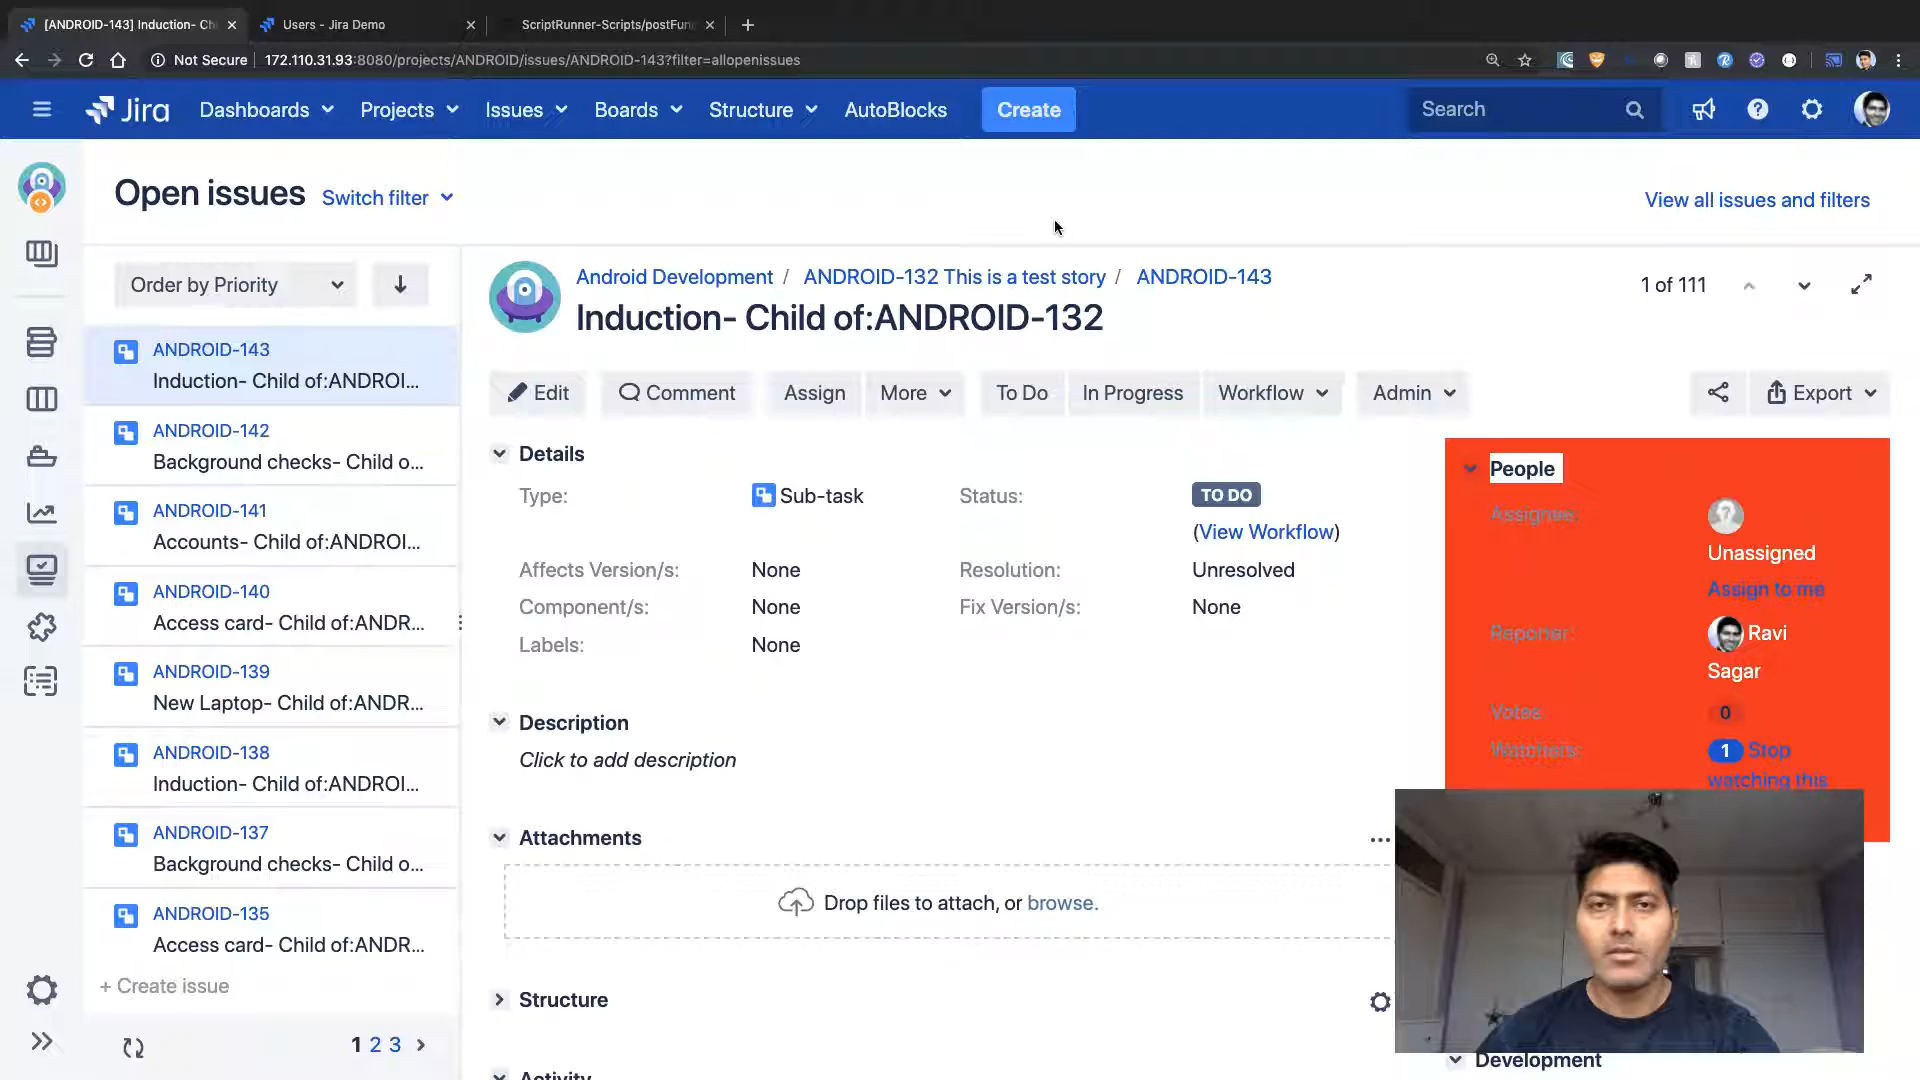 [ANDROID-143] Induction- Ch
Users - Jira Demo
ScriptRunner-Scripts/postFun
Not Secure
172.110.31.93:8080/projects/ANDROID/issues/ANDROID-143?filter=allopenissues
Jira
Dashboards
Projects
Issues
Boards
Structure
AutoBlocks
Create
Search
Open issues
Switch filter
View all issues and filters
Order by Priority
ANDROID-143
Induction- Child of:ANDROI...
ANDROID-142
Background checks- Child o...
ANDROID-141
Accounts- Child of:ANDROI...
ANDROID-140
Access card- Child of:ANDR...
ANDROID-139
New Laptop- Child of:ANDR...
ANDROID-138
Induction- Child of:ANDROI...
ANDROID-137
Background checks- Child o...
ANDROID-135
Access card- Child of:ANDR...
+ Create issue
1 2 3
Android Development / ANDROID-132 This is a test story / ANDROID-143
Induction- Child of:ANDROID-132
1 of 111
Edit
Comment
Assign
More
To Do
In Progress
Workflow
Admin
Export
Details
Type: Sub-task
Status: TO DO
(View Workflow)
Affects Version/s: None
Resolution: Unresolved
Component/s: None
Fix Version/s: None
Labels: None
Description
Click to add description
Attachments
Drop files to attach, or browse.
Structure
Activity
People
Assignee:
Unassigned
Assign to me
Reporter: Ravi
Sagar
Votes: 0
Watchers: 1 Stop
watching this
Development